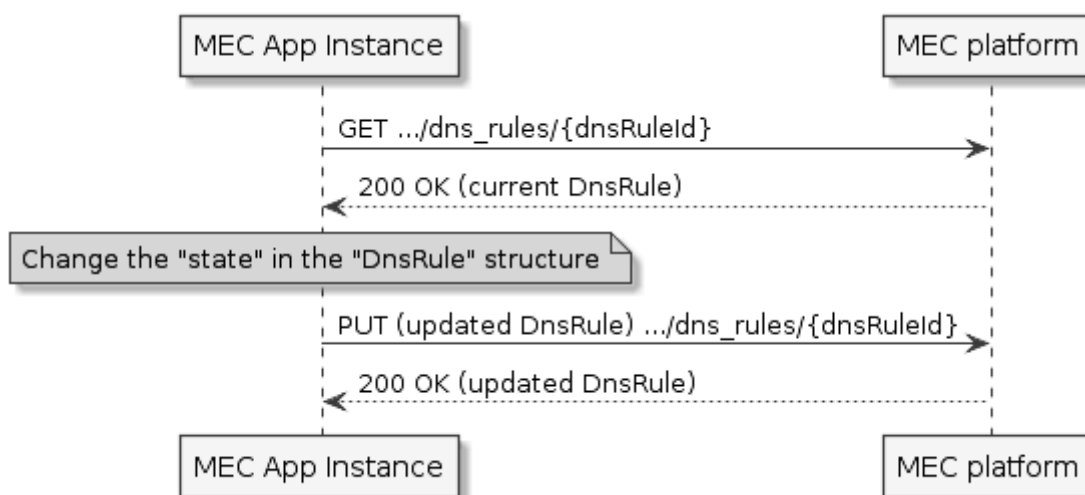 MEC App Instance
MEC platform
GET .../dns_rules/{dnsRuleId}
200 OK (current DnsRule)
Change the "state" in the "DnsRule" structure
PUT (updated DnsRule) .../dns_rules/{dnsRuleId}
200 OK (updated DnsRule)
MEC App Instance
MEC platform